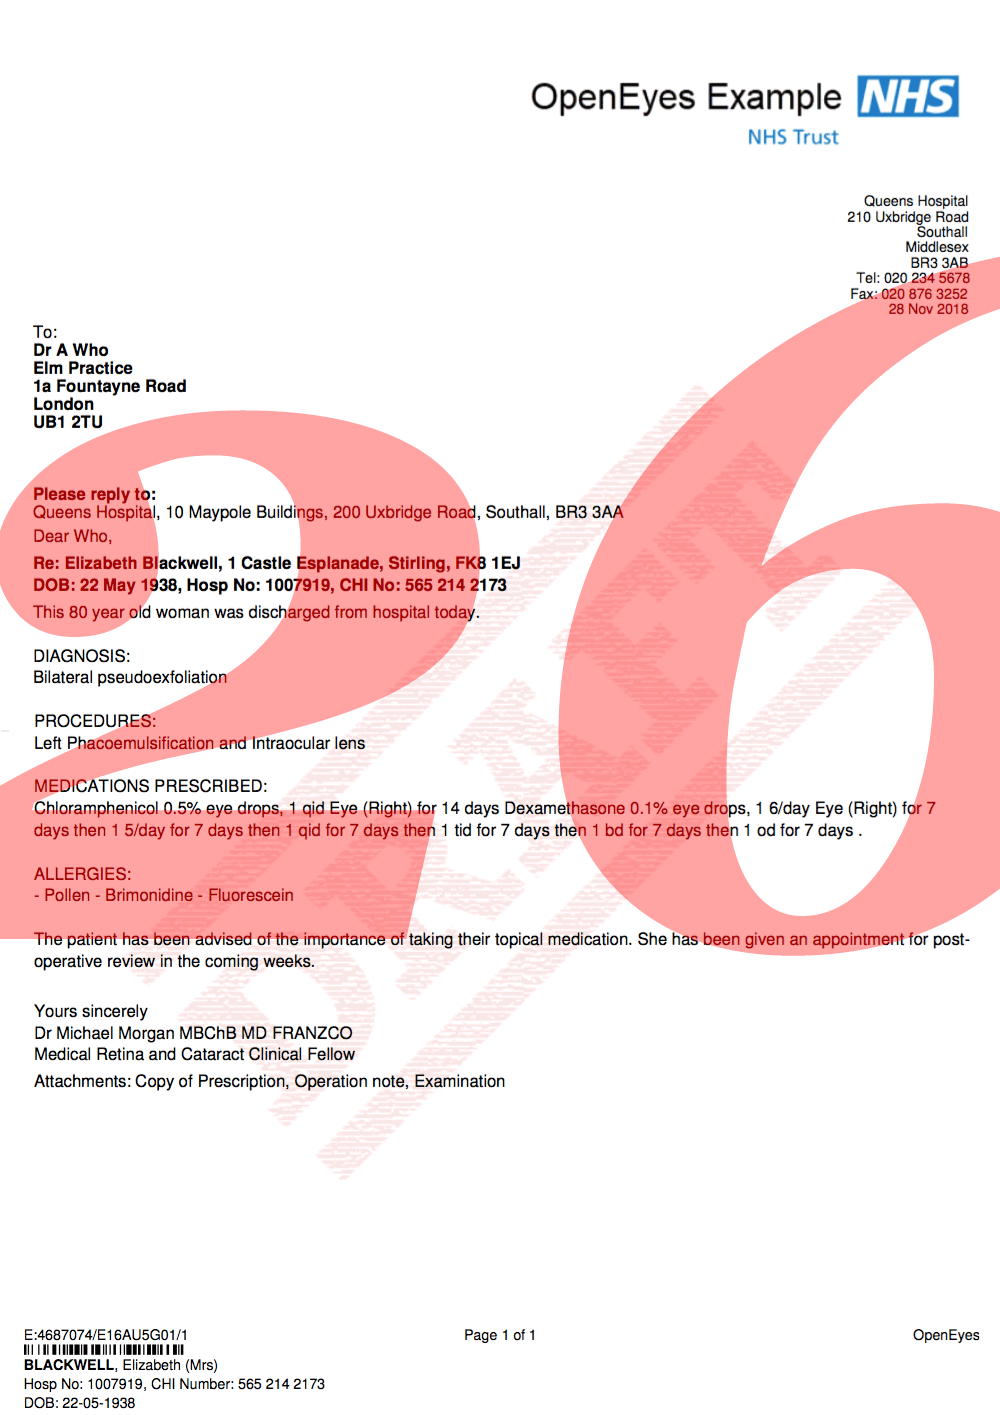 OpenEyes Example NHS
NHS Trust
Queens Hospital
210 Uxbridge Road
Southall
Middlesex
BR3 3AB
Tel: 020 234 5678
Fax: 020 876 3252
28 Nov 2018
To:
Dr A Who
Elm Practice
1a Fountayne Road
London
UB1 2TU
Please reply to:
Queens Hospital, 10 Maypole Buildings, 200 Uxbridge Road, Southall, BR3 3AA
Dear Who,
Re: Elizabeth Blackwell, 1 Castle Esplanade, Stirling, FK8 1EJ
DOB: 22 May 1938, Hosp No: 1007919, CHI No: 565 214 2173
This 80 year old woman was discharged from hospital today.
DIAGNOSIS:
Bilateral pseudoexfoliation
PROCEDURES:
Left Phacoemulsification and Intraocular lens
MEDICATIONS PRESCRIBED:
Chloramphenicol 0.5% eye drops, 1 qid Eye (Right) for 14 days Dexamethasone 0.1% eye drops, 1 6/day Eye (Right) for 7
days then 1 5/day for 7 days then 1 qid for 7 days then 1 tid for 7 days then 1 bd for 7 days then 1 od for 7 days .
ALLERGIES:
- Pollen - Brimonidine - Fluorescein
The patient has been advised of the importance of taking their topical medication. She has been given an appointment for post-
operative review in the coming weeks.
Yours sincerely
Dr Michael Morgan MBChB MD FRANZCO
Medical Retina and Cataract Clinical Fellow
Attachments: Copy of Prescription, Operation note, Examination
26
DRAFT
E:4687074/E16AU5G01/1 Page 1 of 1 OpenEyes
BLACKWELL, Elizabeth (Mrs)
Hosp No: 1007919, CHI Number: 565 214 2173
DOB: 22-05-1938